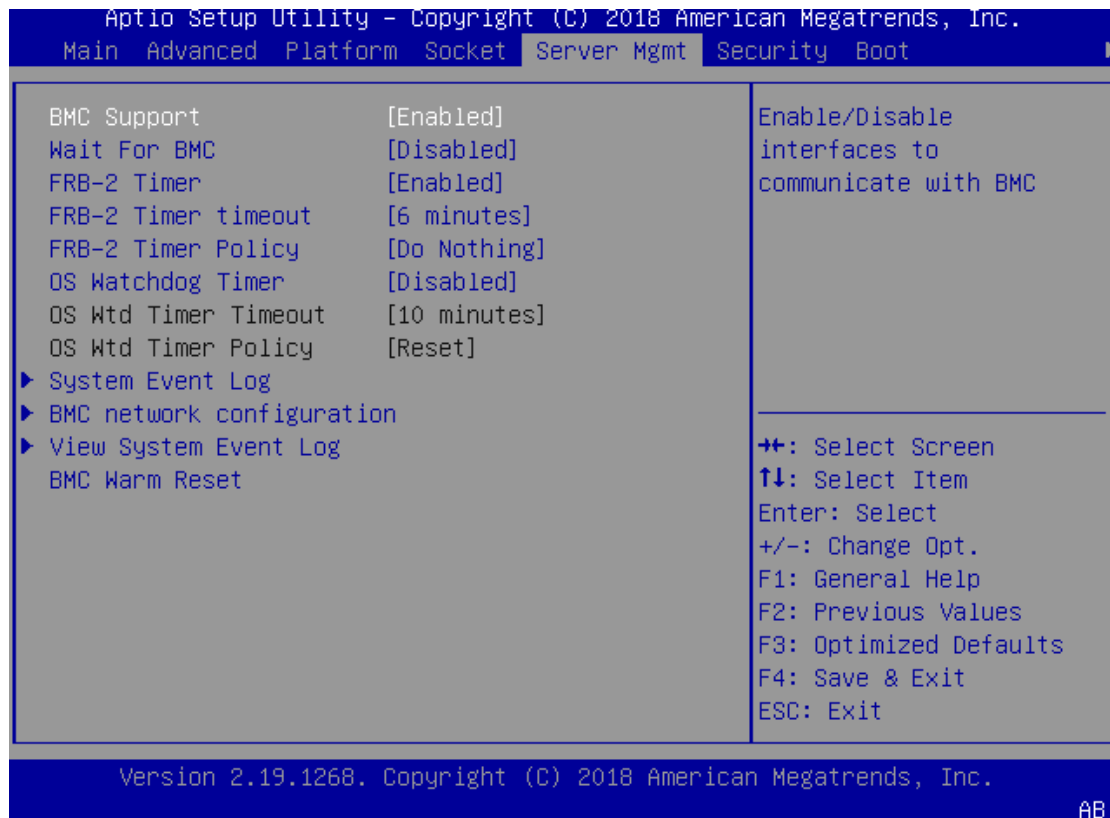 Aptio Setup Utility – Copyright (C) 2018 American Megatrends, Inc.
Main Advanced Platform Socket Server Mgmt Security Boot
BMC Support [Enabled]
Wait For BMC [Disabled]
FRB-2 Timer [Enabled]
FRB-2 Timer timeout [6 minutes]
FRB-2 Timer Policy [Do Nothing]
OS Watchdog Timer [Disabled]
OS Wtd Timer Timeout [10 minutes]
OS Wtd Timer Policy [Reset]
System Event Log
BMC network configuration
View System Event Log
BMC Warm Reset
Enable/Disable
interfaces to
communicate with BMC
→←: Select Screen
↑↓: Select Item
Enter: Select
+/-: Change Opt.
F1: General Help
F2: Previous Values
F3: Optimized Defaults
F4: Save & Exit
ESC: Exit
Version 2.19.1268. Copyright (C) 2018 American Megatrends, Inc.
AB